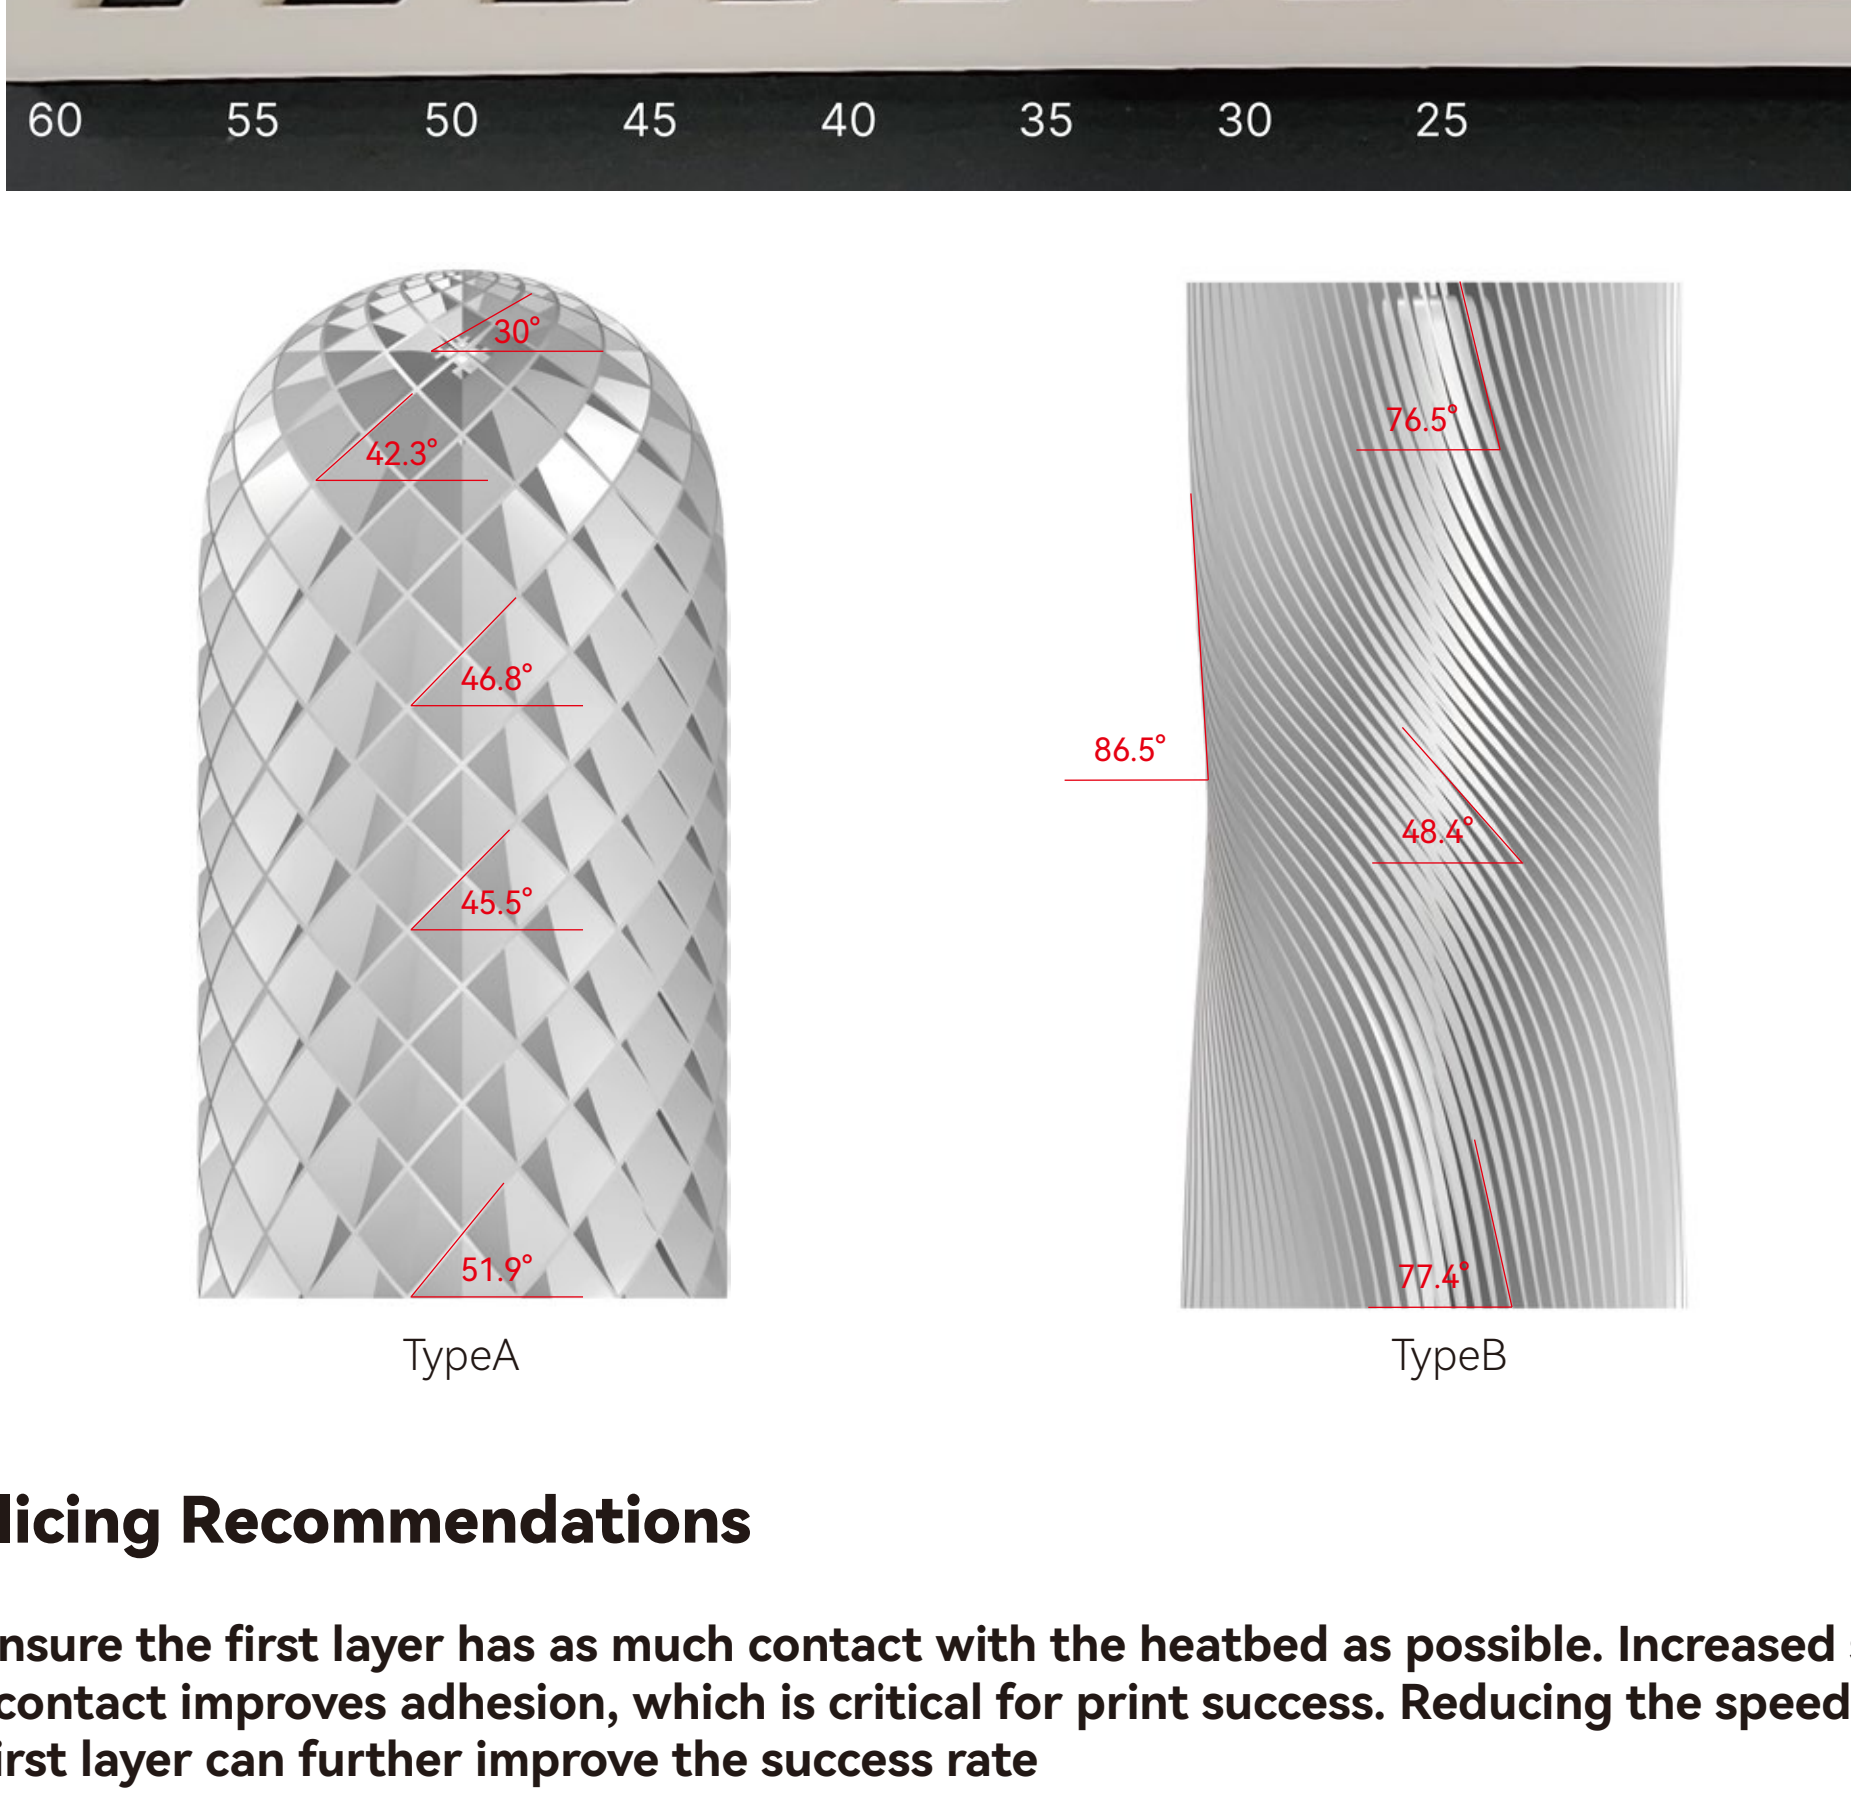 60 55 50 45 40 35 30 25
30°
42.3°
46.8°
45.5°
51.9°
76.5°
86.5°
48.4°
77.4°
TypeA
TypeB
licing Recommendations
nsure the first layer has as much contact with the heatbed as possible. Increased
contact improves adhesion, which is critical for print success. Reducing the speed
irst layer can further improve the success rate